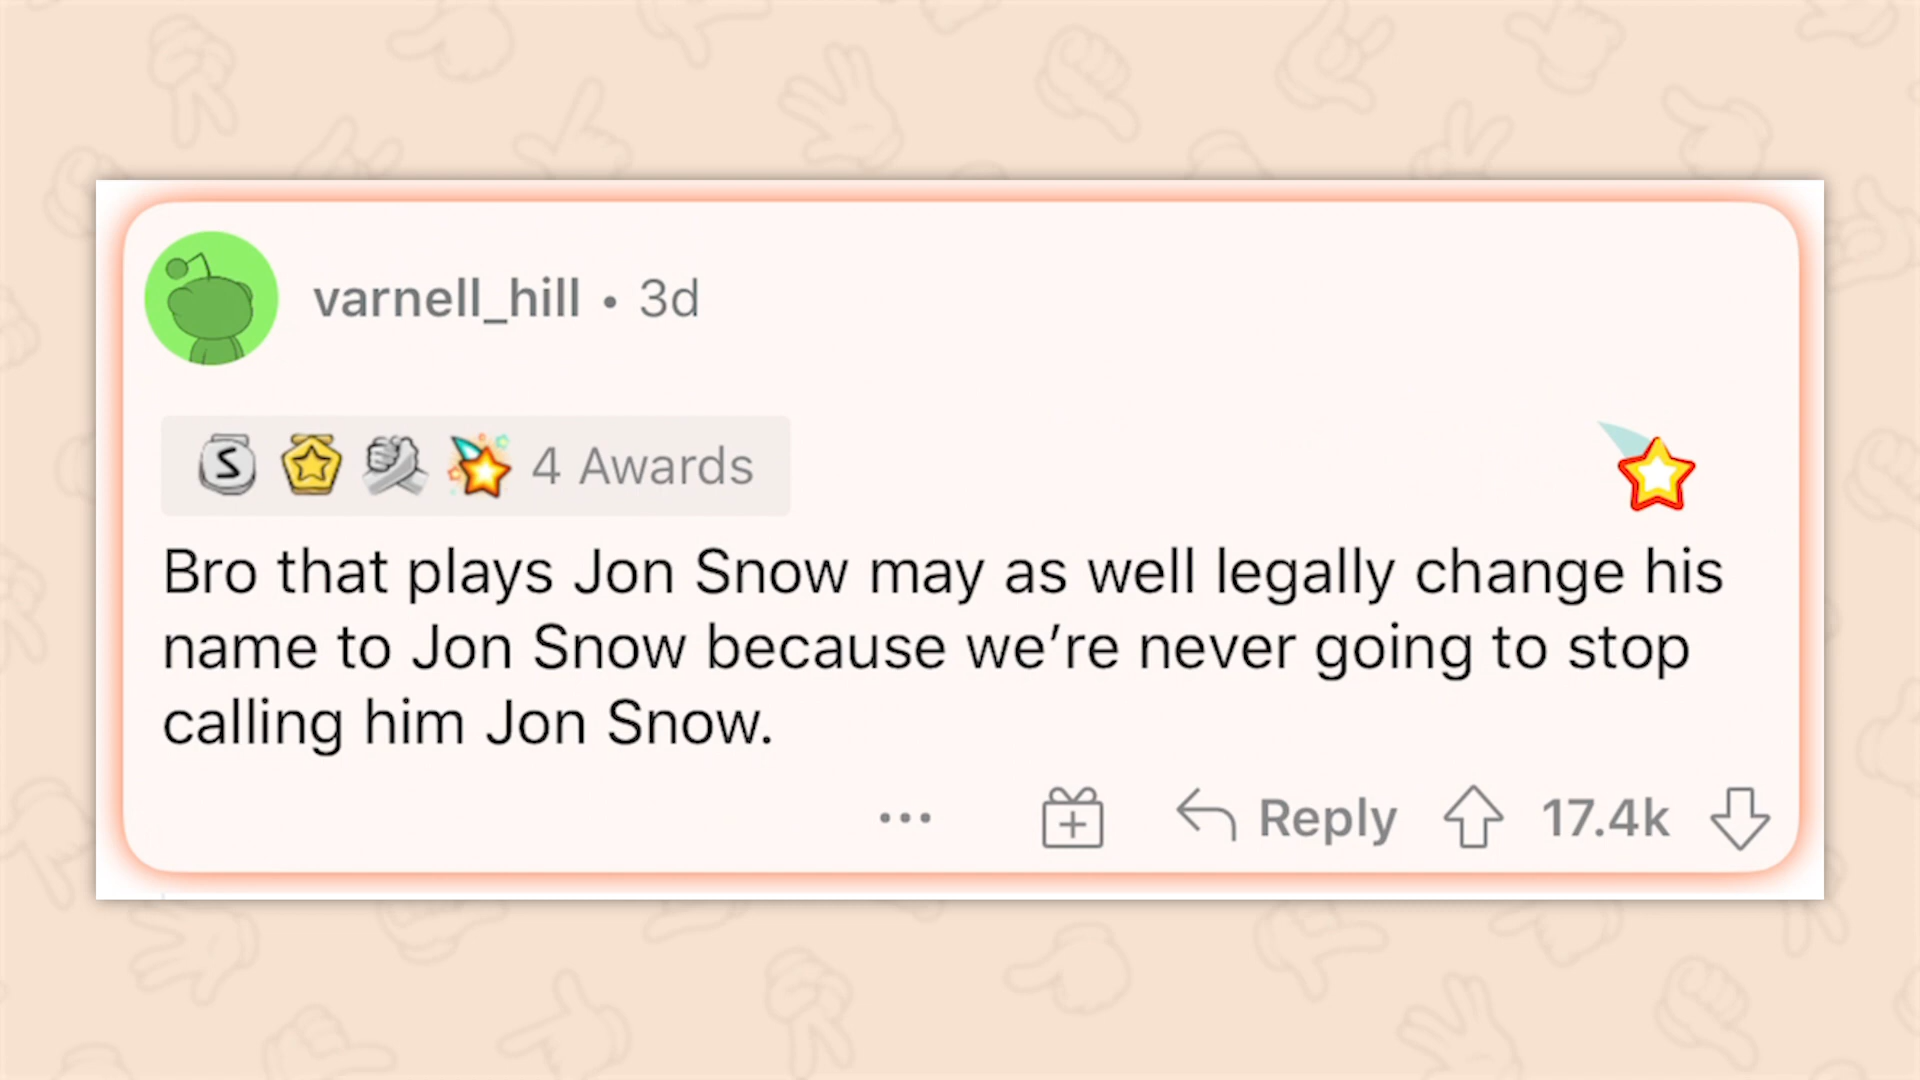 varnell_hill • 3d
S 4 Awards
Bro that plays Jon Snow may as well legally change his
name to Jon Snow because we’re never going to stop
calling him Jon Snow.
Reply 17.4k